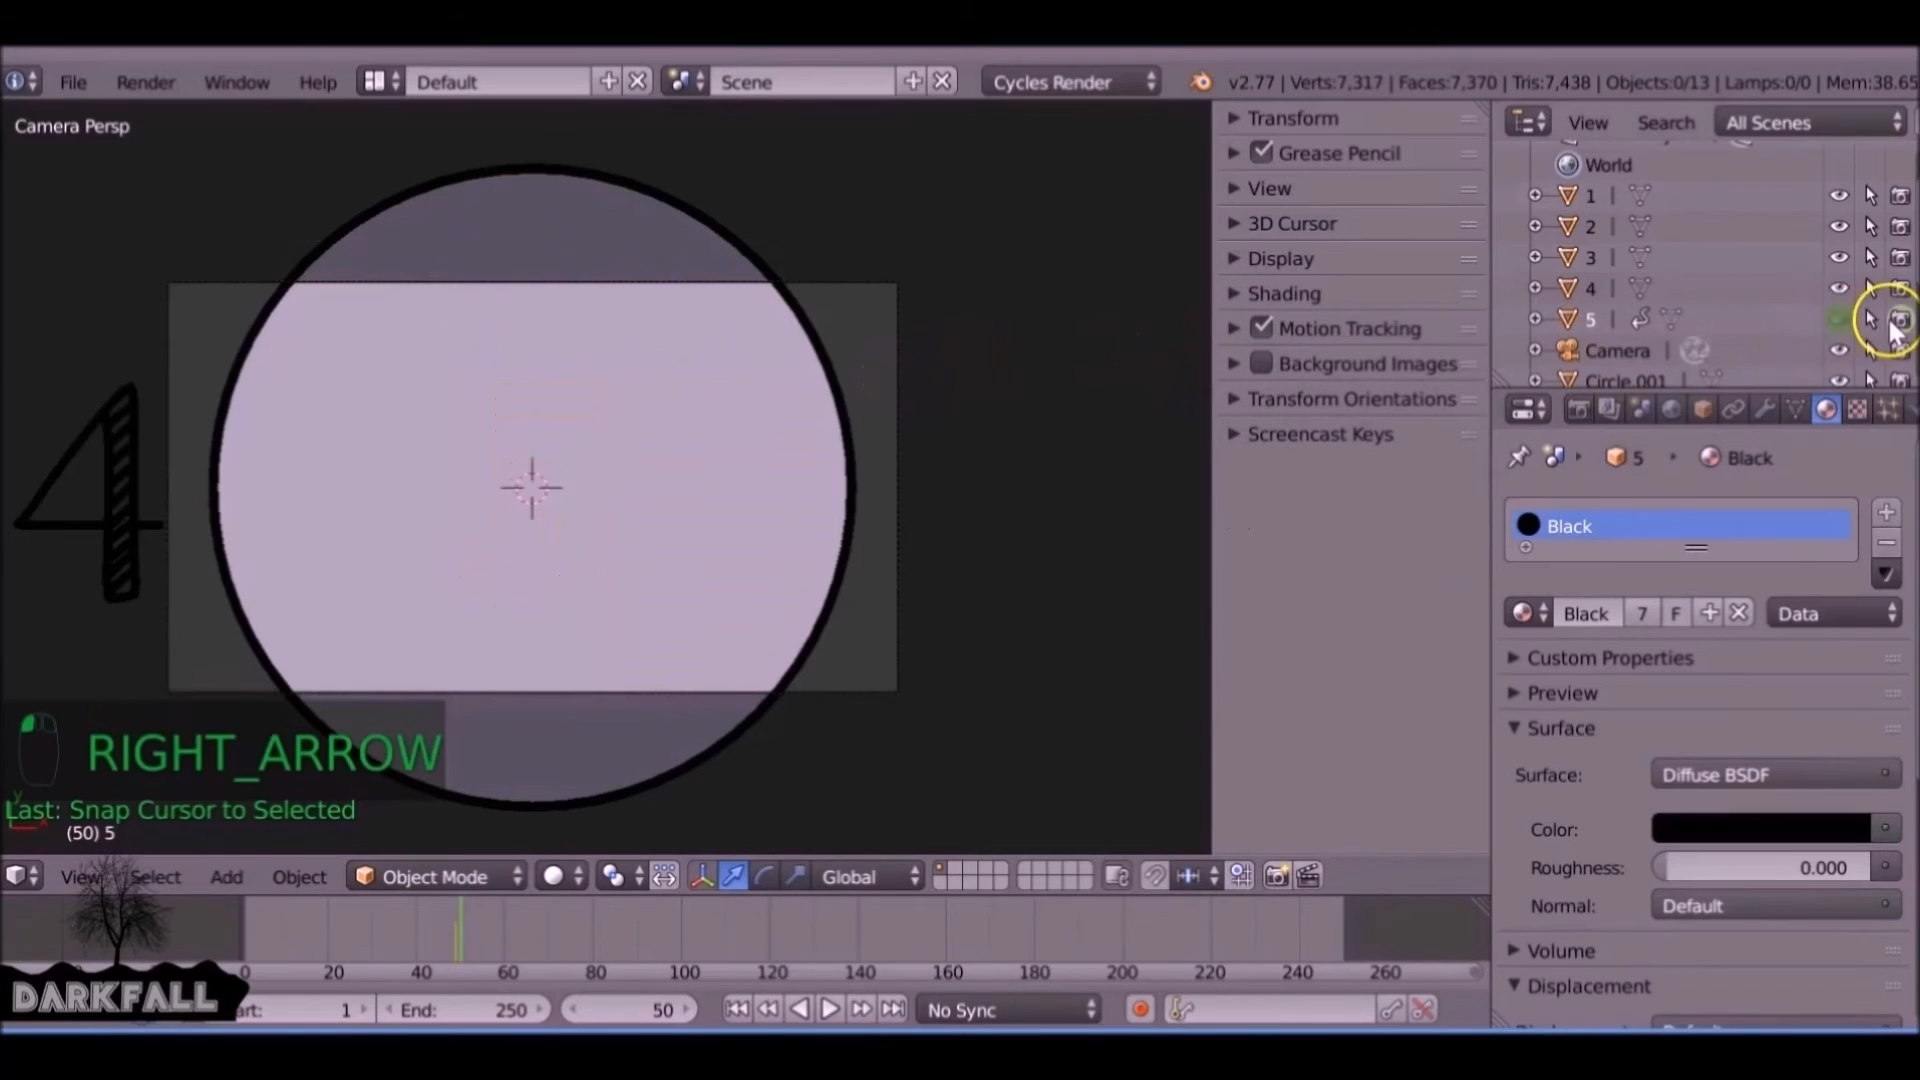 File Render Window Help Default Scene Cycles Render v2.77 | Verts:7,317 | Faces:7,370 | Tris:7,438 | Objects:0/13 | Lamps:0/0 | Mem:38.65
Camera Persp
4
RIGHT_ARROW
Last: Snap Cursor to Selected
(50) 5
Transform
Grease Pencil
View
3D Cursor
Display
Shading
Motion Tracking
Background Images
Transform Orientations
Screencast Keys
View Search All Scenes
World
1
2
3
4
5
Camera
Circle.001
5 Black
Black
Black 7 F Data
Custom Properties
Preview
Surface
Surface: Diffuse BSDF
Color:
Roughness: 0.000
Normal: Default
Volume
Displacement
View Select Add Object Object Mode Global
0 20 40 60 80 100 120 140 160 180 200 220 240 260
DARKFALL
1 End: 250 50 No Sync